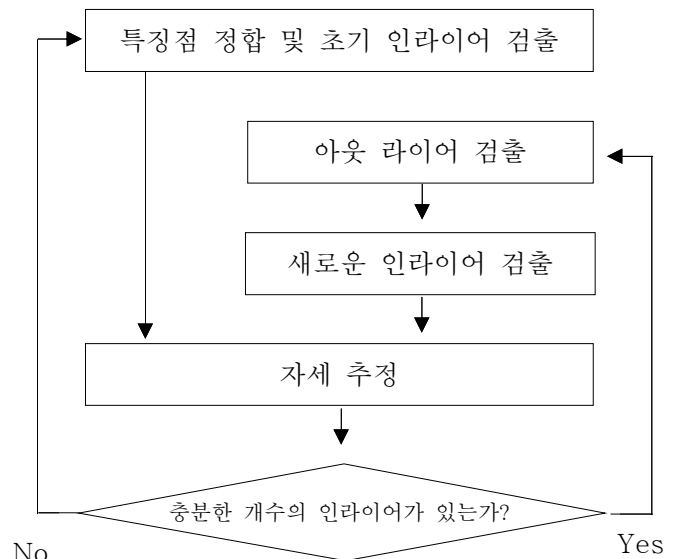 특징점 정합 및 초기 인라이어 검출
아웃 라이어 검출
새로운 인라이어 검출
자세 추정
충분한 개수의 인라이어가 있는가?
No
Yes